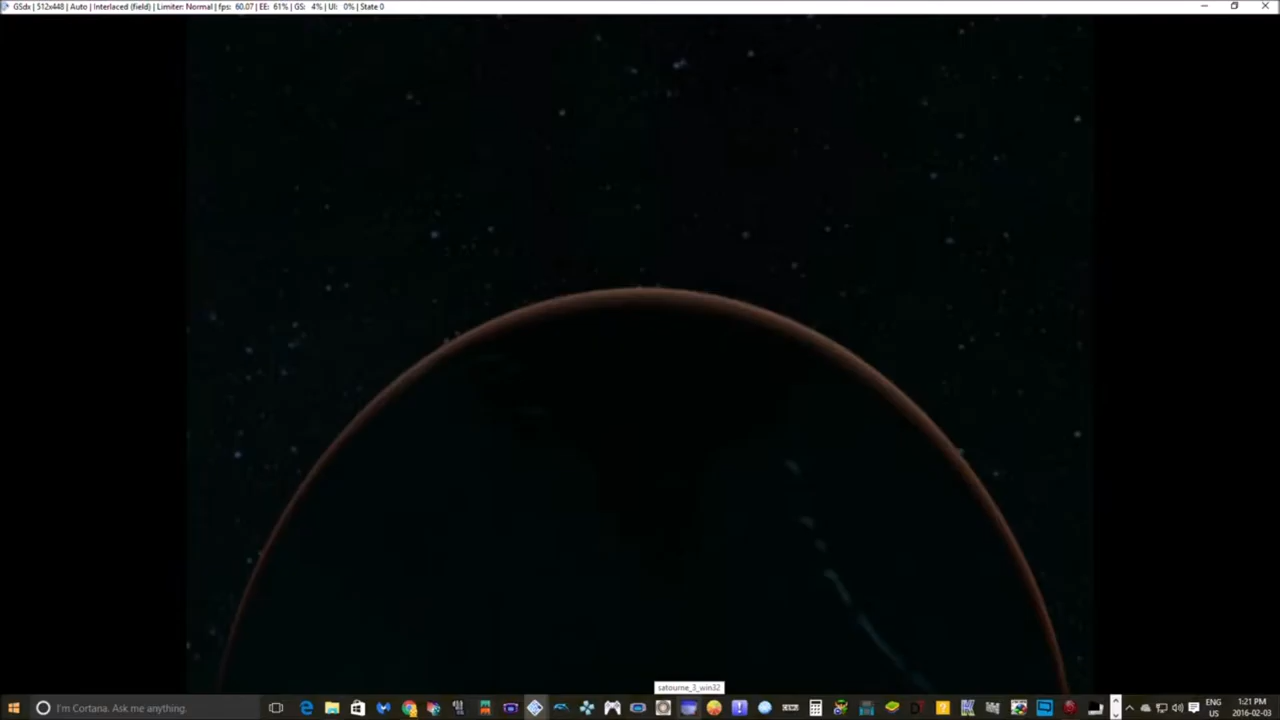 GSdx | 512x448 | Auto | Interlaced (field) | Limiter: Normal | fps: 60.07 | EE: 61% | GS: 4% | UI: 0% | State 0
satourne_3_win32
I'm Cortana. Ask me anything.
ENG
US
1:21 PM
2016-02-03